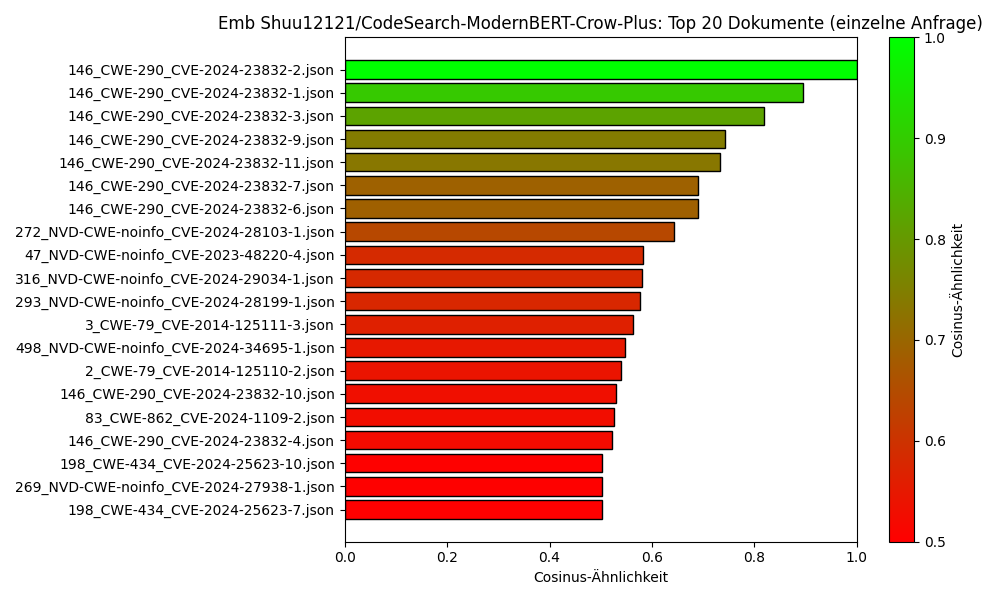 Emb Shuu12121/CodeSearch-ModernBERT-Crow-Plus: Top 20 Dokumente (einzelne Anfrage)
146_CWE-290_CVE-2024-23832-2.json
146_CWE-290_CVE-2024-23832-1.json
146_CWE-290_CVE-2024-23832-3.json
146_CWE-290_CVE-2024-23832-9.json
146_CWE-290_CVE-2024-23832-11.json
146_CWE-290_CVE-2024-23832-7.json
146_CWE-290_CVE-2024-23832-6.json
272_NVD-CWE-noinfo_CVE-2024-28103-1.json
47_NVD-CWE-noinfo_CVE-2023-48220-4.json
316_NVD-CWE-noinfo_CVE-2024-29034-1.json
293_NVD-CWE-noinfo_CVE-2024-28199-1.json
3_CWE-79_CVE-2014-125111-3.json
498_NVD-CWE-noinfo_CVE-2024-34695-1.json
2_CWE-79_CVE-2014-125110-2.json
146_CWE-290_CVE-2024-23832-10.json
83_CWE-862_CVE-2024-1109-2.json
146_CWE-290_CVE-2024-23832-4.json
198_CWE-434_CVE-2024-25623-10.json
269_NVD-CWE-noinfo_CVE-2024-27938-1.json
198_CWE-434_CVE-2024-25623-7.json
0.0 0.2 0.4 0.6 0.8 1.0
Cosinus-Ähnlichkeit
1.0
0.9
0.8
0.7
0.6
0.5
Cosinus-Ähnlichkeit